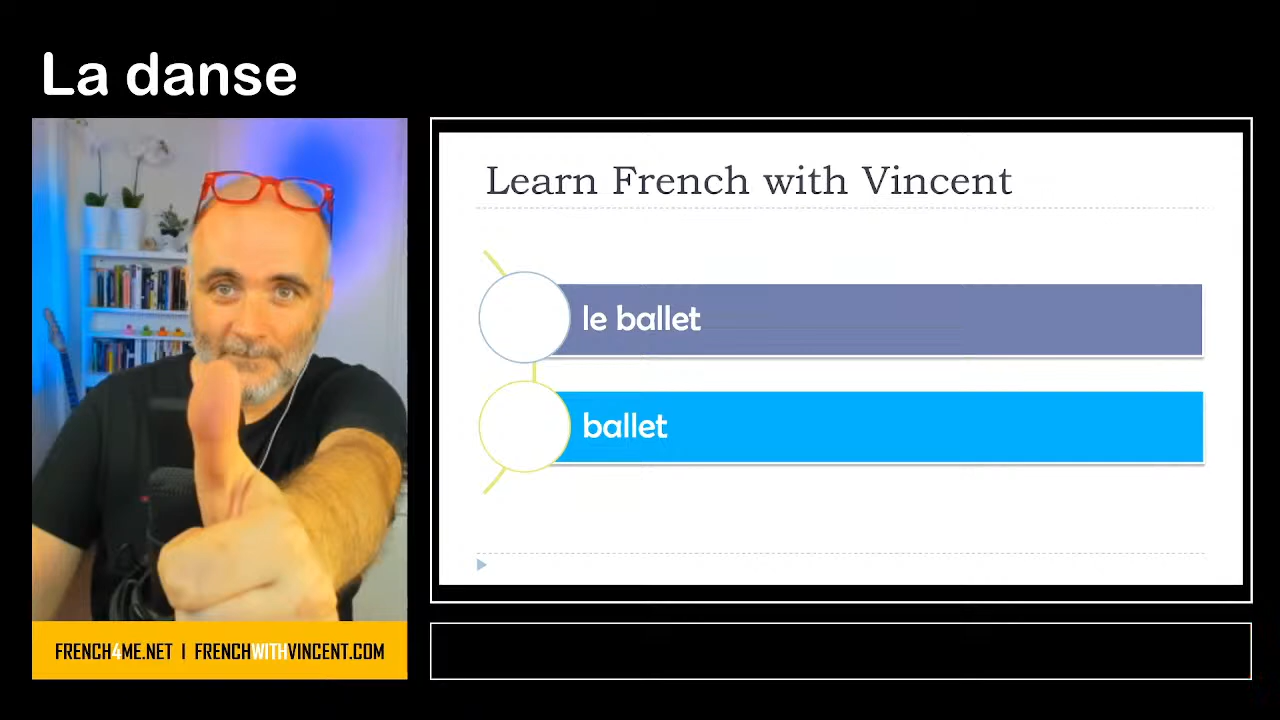 La danse
Learn French with Vincent
le ballet
ballet
FRENCH4ME.NET | FRENCHWITHVINCENT.COM